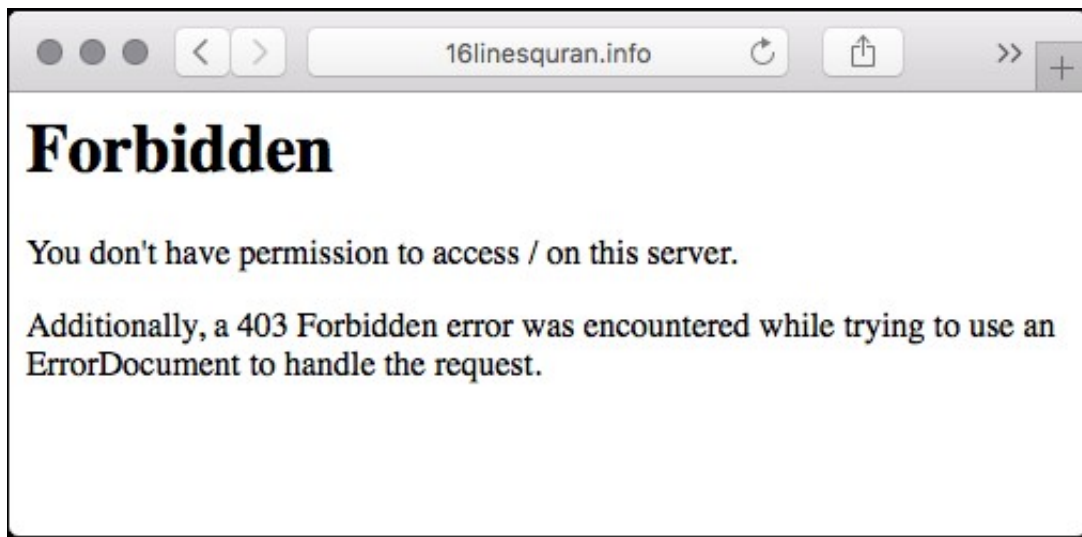 16linesquran.info
Forbidden
You don't have permission to access / on this server.
Additionally, a 403 Forbidden error was encountered while trying to use an
ErrorDocument to handle the request.